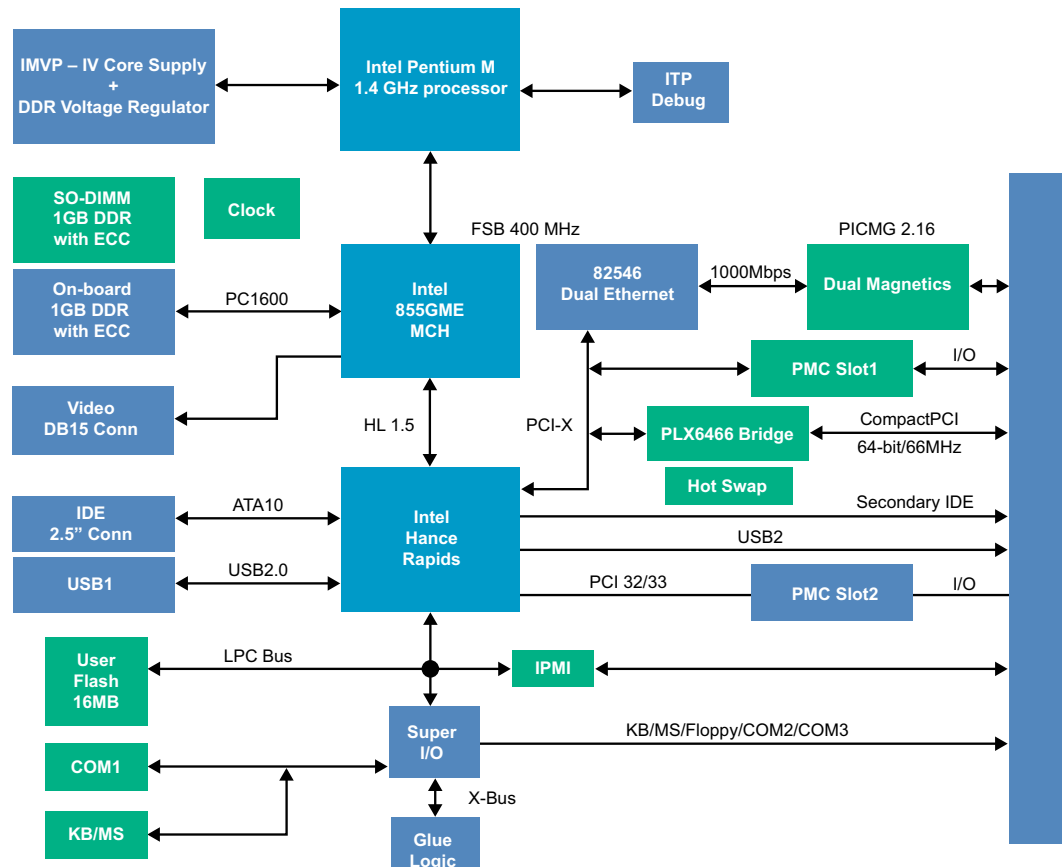 IMVP – IV Core Supply
+
DDR Voltage Regulator
Intel Pentium M
1.4 GHz processor
ITP
Debug
SO-DIMM
1GB DDR
with ECC
Clock
FSB 400 MHz
PICMG 2.16
On-board
1GB DDR
with ECC
PC1600
Intel
855GME
MCH
82546
Dual Ethernet
1000Mbps
Dual Magnetics
PMC Slot1
I/O
Video
DB15 Conn
HL 1.5
PCI-X
PLX6466 Bridge
CompactPCI
64-bit/66MHz
Hot Swap
IDE
2.5” Conn
ATA10
Intel
Hance
Rapids
Secondary IDE
USB2
USB1
USB2.0
PCI 32/33
PMC Slot2
I/O
User
Flash
16MB
LPC Bus
IPMI
Super
I/O
KB/MS/Floppy/COM2/COM3
COM1
X-Bus
KB/MS
Glue
Logic